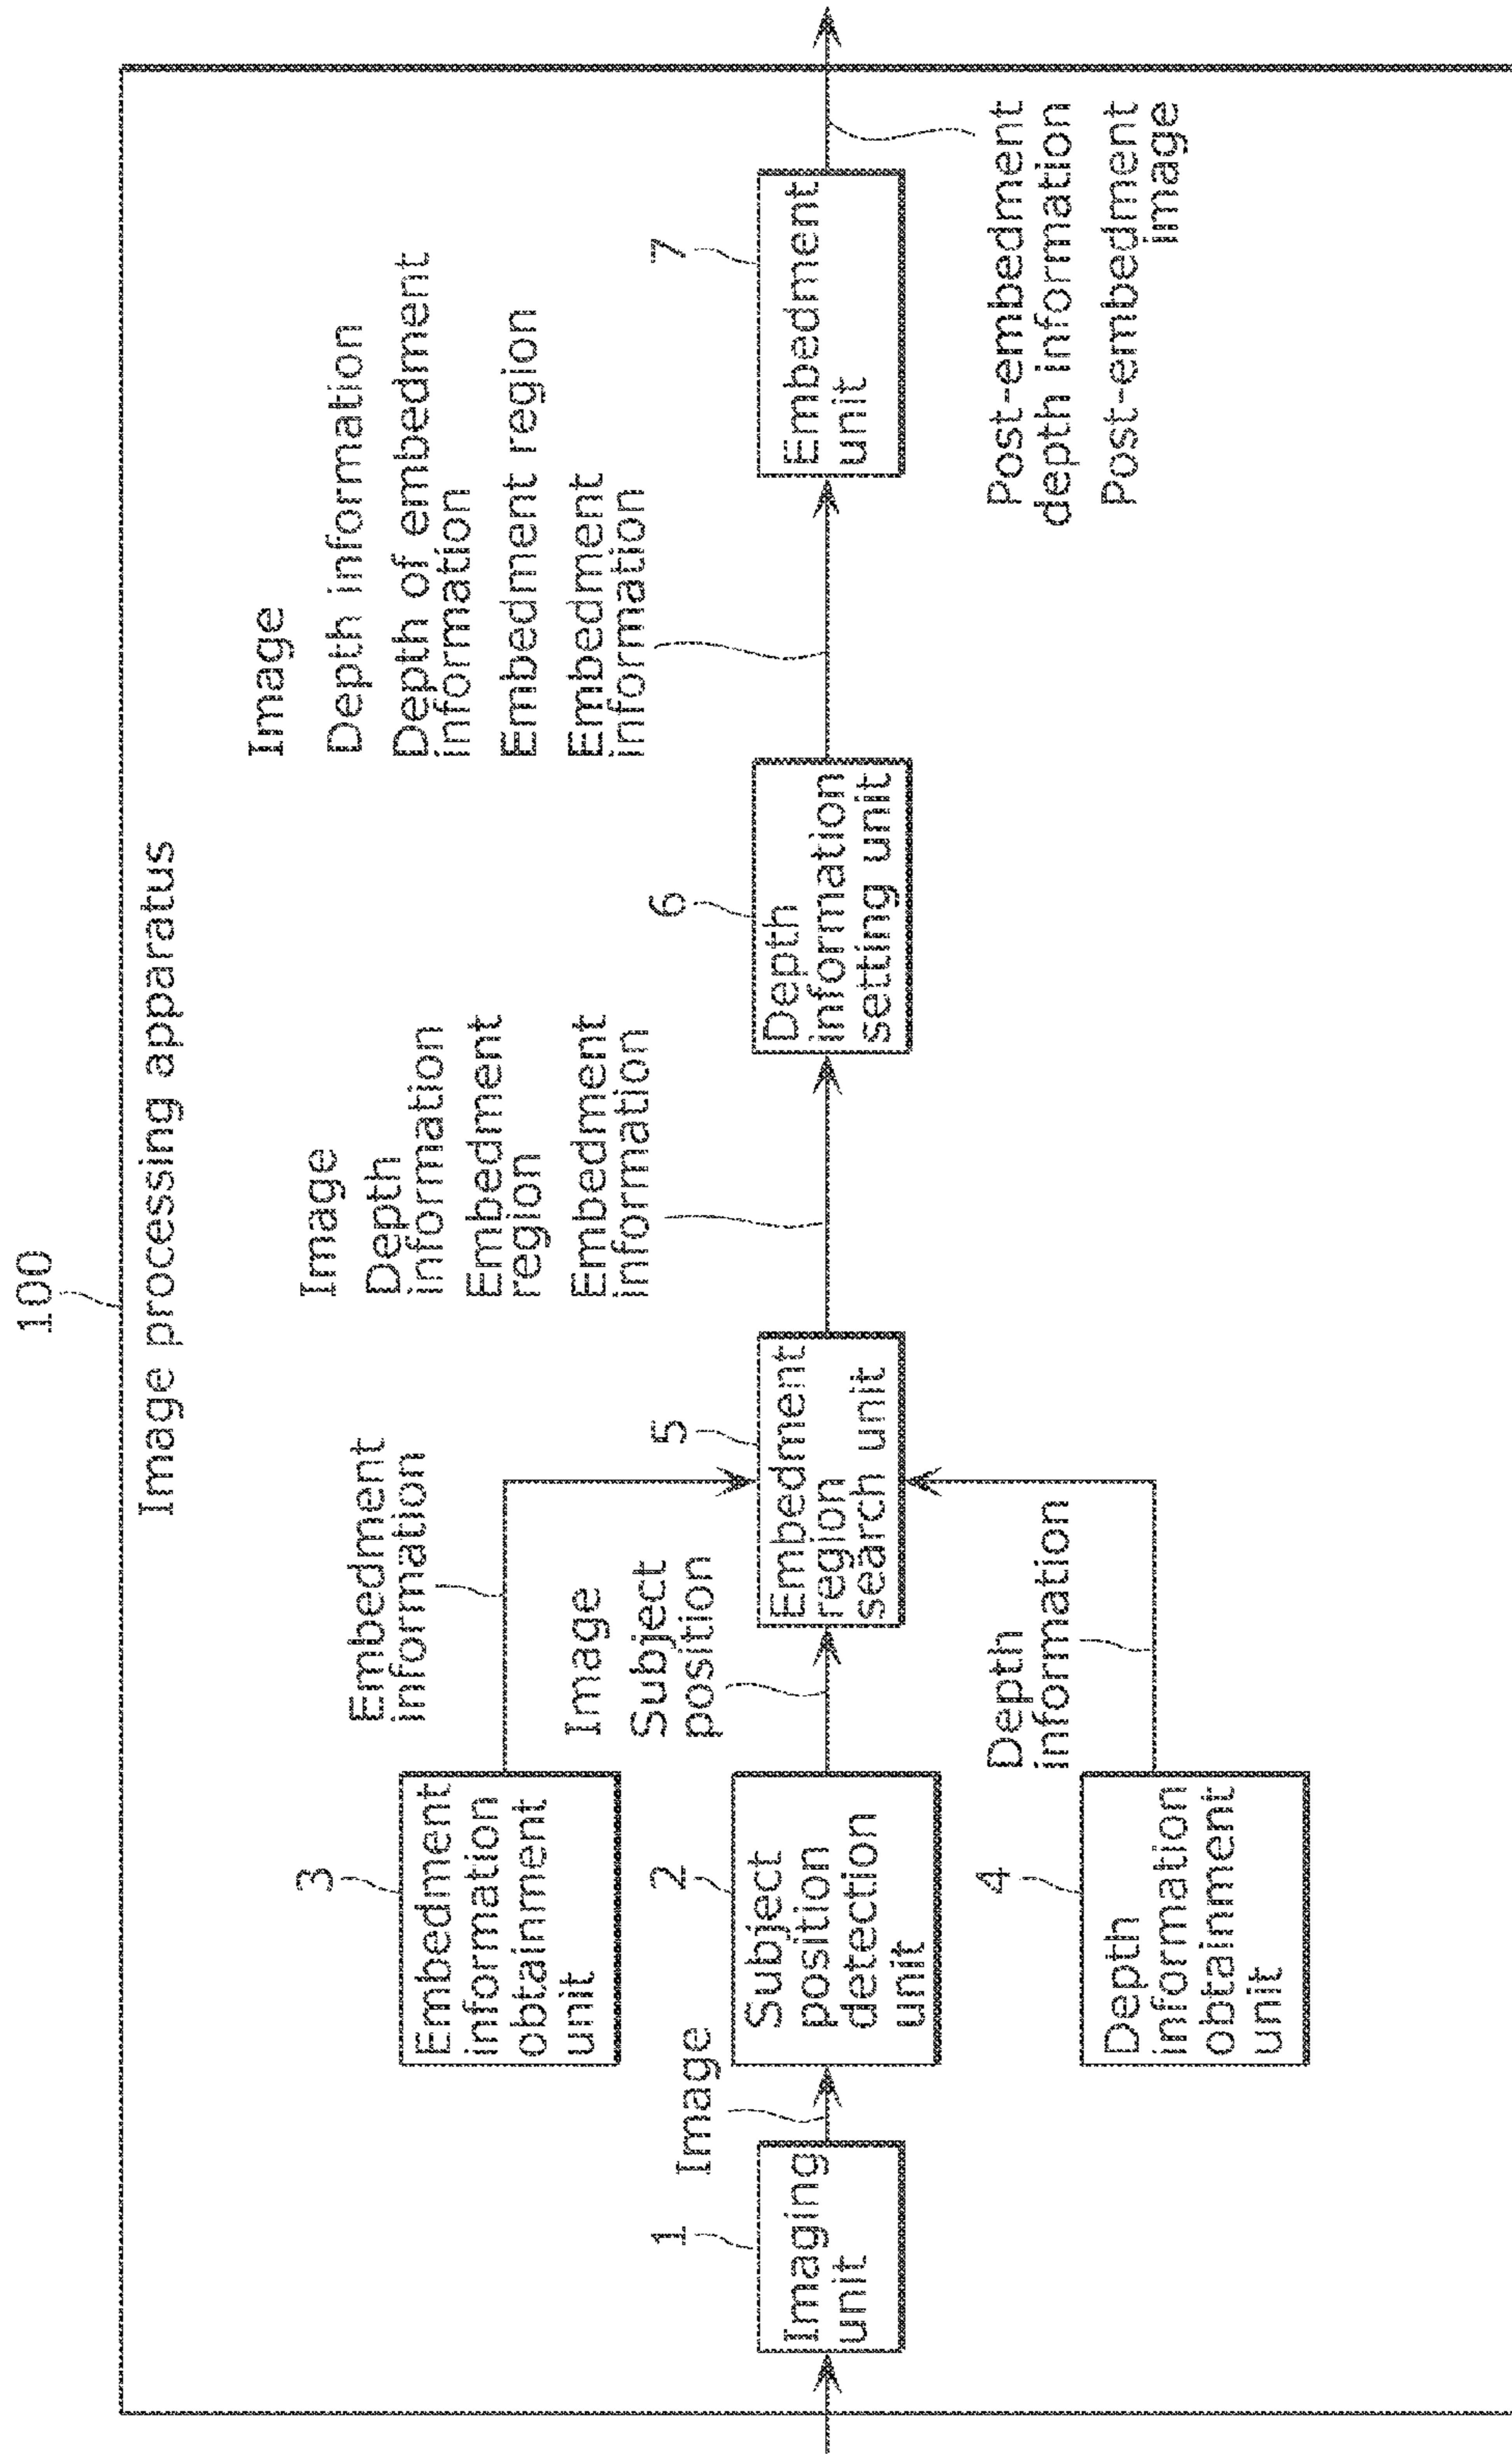 100
Image processing apparatus
1
Imaging
unit
Image
3
Embedment
information
obtainment
unit
2
Subject
position
detection
unit
4
Depth
information
obtainment
unit
Embedment
information
Image
Subject
position
Depth
information
5
Embedment
region
search unit
Image
Depth
information
Embedment
region
Embedment
information
6
Depth
information
setting unit
Image
Depth information
Depth of embedment
information
Embedment region
Embedment
information
7
Embedment
unit
Post-embedment
depth information
Post-embedment
image